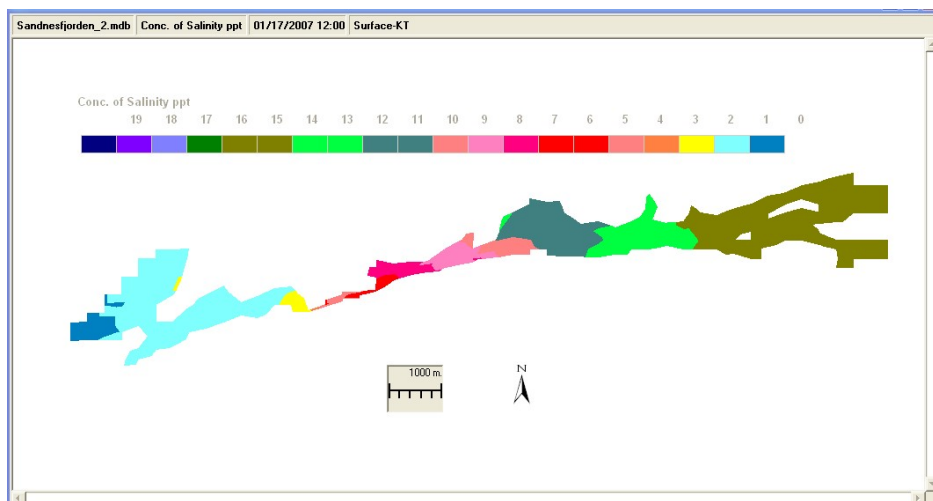 Sandnesfjorden_2.mdb Conc. of Salinity ppt 01/17/2007 12:00 Surface-KT
Conc. of Salinity ppt
19 18 17 16 15 14 13 12 11 10 9 8 7 6 5 4 3 2 1 0
1000 m.
N